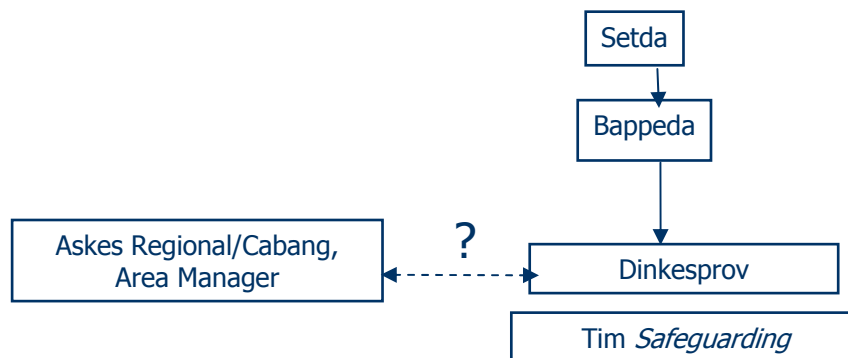 Setda
Bappeda
Askes Regional/Cabang,
Area Manager
?
Dinkesprov
Tim Safeguarding